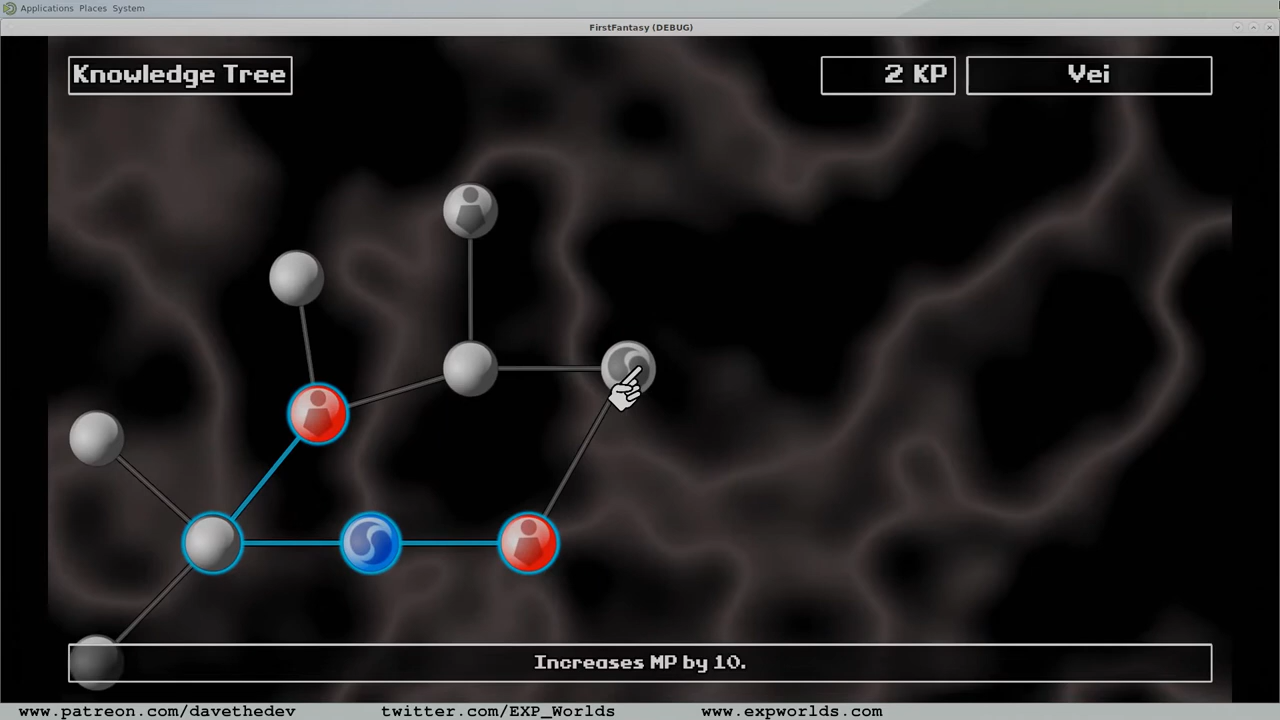 Applications Places System
FirstFantasy (DEBUG)
Knowledge Tree
2 KP
Vei
Increases MP by 10.
www.patreon.com/davethedev
twitter.com/EXP_Worlds
www.expworlds.com